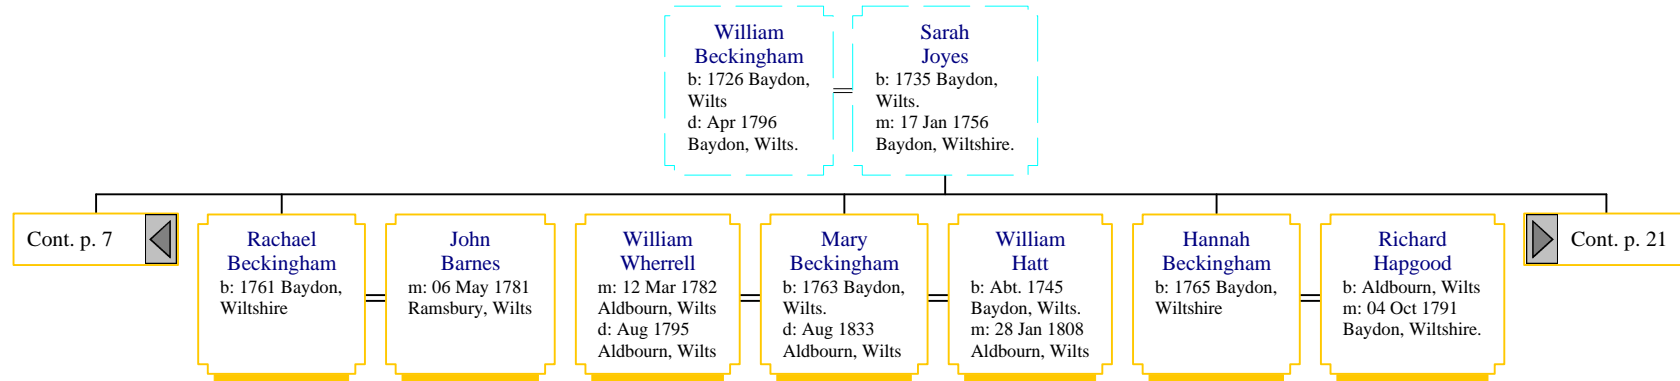 William
Beckingham
b: 1726 Baydon,
Wilts
d: Apr 1796
Baydon, Wilts.
Sarah
Joyes
b: 1735 Baydon,
Wilts.
m: 17 Jan 1756
Baydon, Wiltshire.
Cont. p. 7
Rachael
Beckingham
b: 1761 Baydon,
Wiltshire
John
Barnes
m: 06 May 1781
Ramsbury, Wilts
William
Wherrell
m: 12 Mar 1782
Aldbourn, Wilts
d: Aug 1795
Aldbourn, Wilts
Mary
Beckingham
b: 1763 Baydon,
Wilts.
d: Aug 1833
Aldbourn, Wilts
William
Hatt
b: Abt. 1745
Baydon, Wilts.
m: 28 Jan 1808
Aldbourn, Wilts
Hannah
Beckingham
b: 1765 Baydon,
Wiltshire
Richard
Hapgood
b: Aldbourn, Wilts
m: 04 Oct 1791
Baydon, Wiltshire.
Cont. p. 21